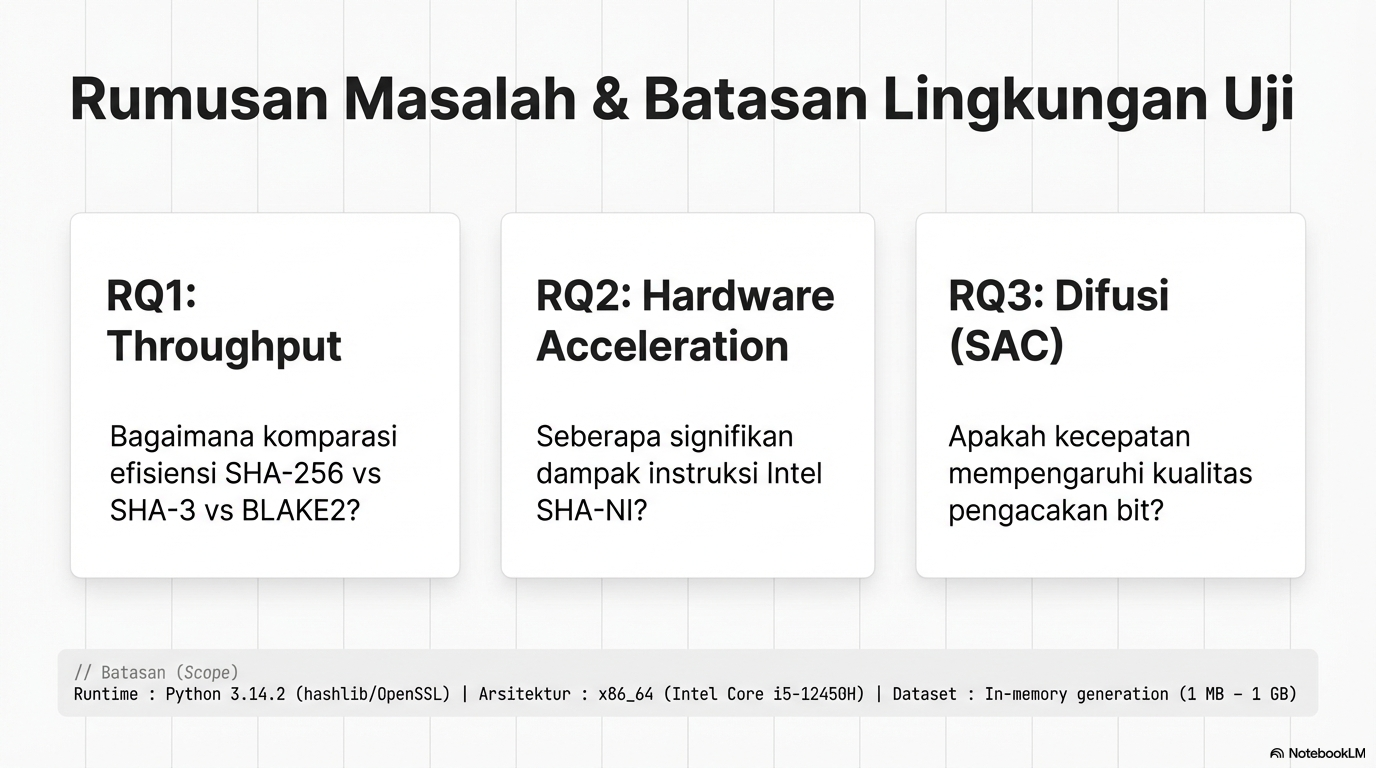 Rumusan Masalah & Batasan Lingkungan Uji
RQ1:
Throughput
Bagaimana komparasi
efisiensi SHA-256 vs
SHA-3 vs BLAKE2?
RQ2: Hardware
Acceleration
Seberapa signifikan
dampak instruksi Intel
SHA-NI?
RQ3: Difusi
(SAC)
Apakah kecepatan
mempengaruhi kualitas
pengacakan bit?
// Batasan (Scope)
Runtime : Python 3.14.2 (hashlib/OpenSSL) | Arsitektur : x86_64 (Intel Core i5-12450H) | Dataset : In-memory generation (1 MB – 1 GB)
NotebookLM